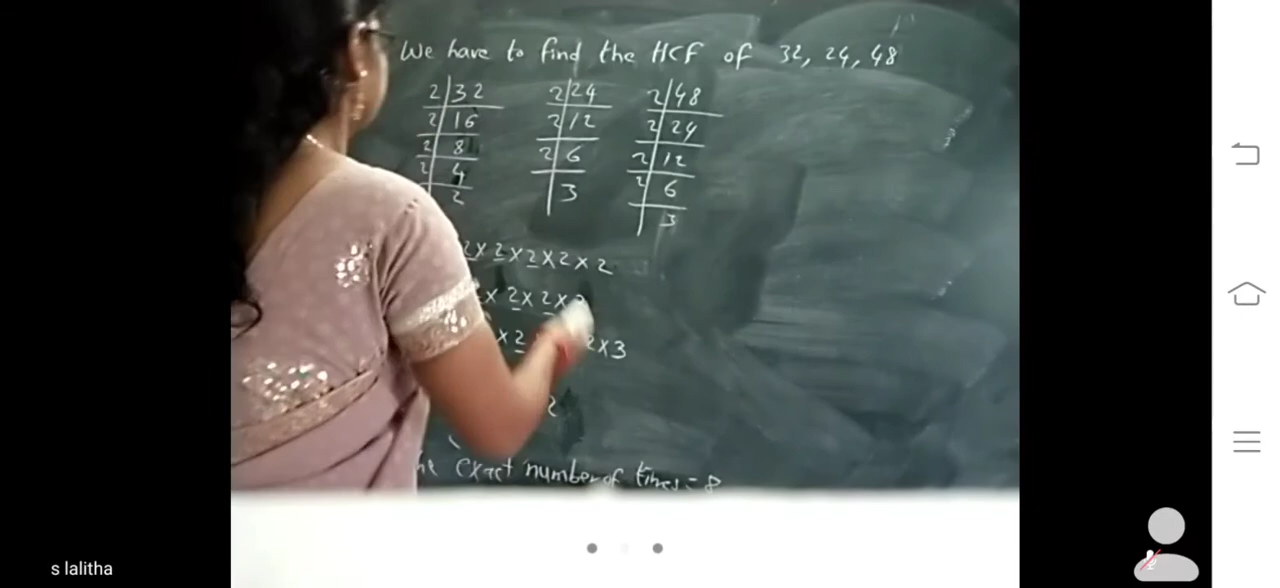 We have to find the HCF of 32, 24, 48
2 32 2 24 2 48
2 16 2 12 2 24
2 8 2 6 2 12
2 4 3 2 6
2 3
2 × 2 × 2 × 2 × 2
× 2 × 2 ×
× 2 2 × 3
2
exact number of times = 8
s lalitha